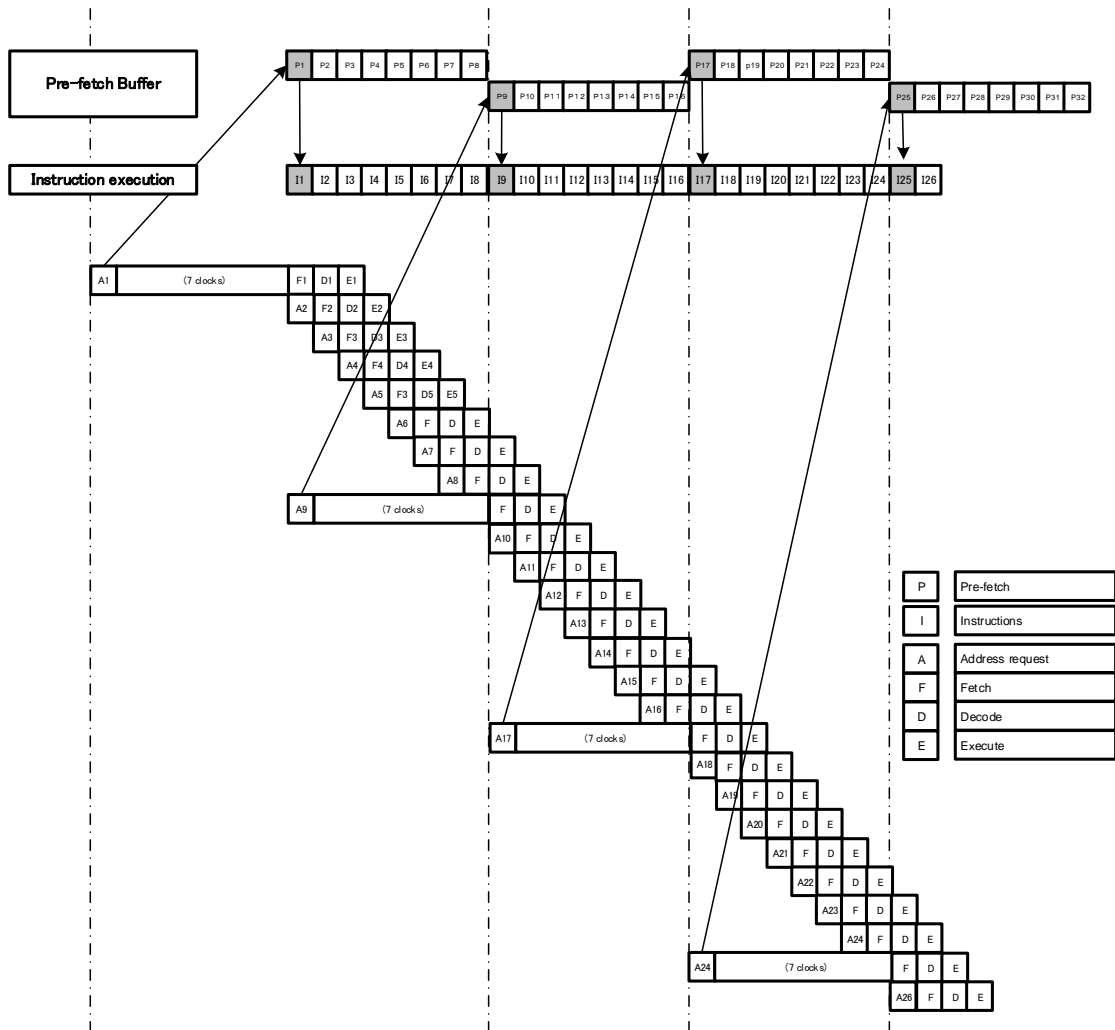 P1 P2 P3 P4 P5 P6 P7 P8
P17 P18 p19 P20 P21 P22 P23 P24
Pre-fetch Buffer
P9 P10 P11 P12 P13 P14 P15 P16
P25 P26 P27 P28 P29 P30 P31 P32
Instruction execution
I1 I2 I3 I4 I5 I6 I7 I8 I9 I10 I11 I12 I13 I14 I15 I16 I17 I18 I19 I20 I21 I22 I23 I24 I25 I26
A1 (7 clocks) F1 D1 E1
A2 F2 D2 E2
A3 F3 D3 E3
A4 F4 D4 E4
A5 F3 D5 E5
A6 F D E
A7 F D E
A8 F D E
A9 (7 clocks) F D E
A10 F D E
A11 F D E
A12 F D E
A13 F D E
A14 F D E
A15 F D E
A16 F D E
A17 (7 clocks) F D E
A18 F D E
A19 F D E
A20 F D E
A21 F D E
A22 F D E
A23 F D E
A24 F D E
A24 (7 clocks) F D E
A26 F D E
P Pre-fetch
I Instructions
A Address request
F Fetch
D Decode
E Execute